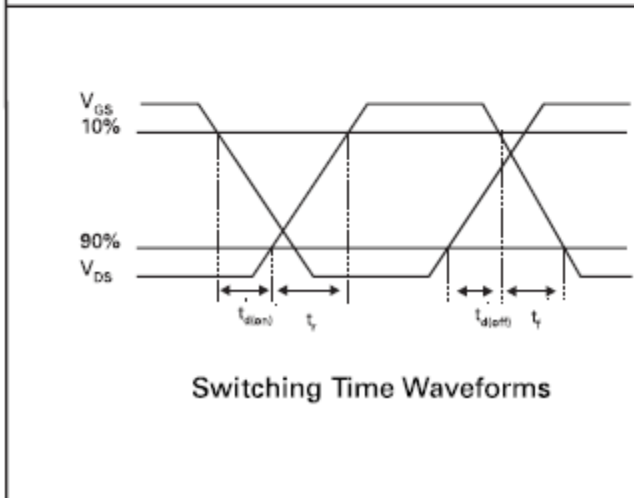 VGS
10%
90%
VDS
td(on) tr td(off) tf
Switching Time Waveforms